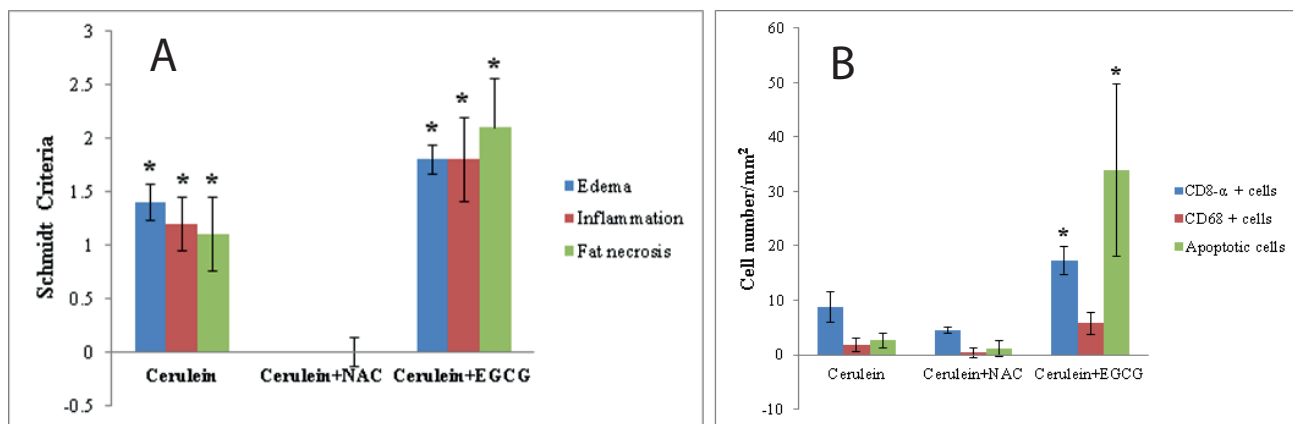 A
Schmidt Criteria
3
2.5
2
1.5
1
0.5
0
-0.5
* * *
* * *
Cerulein Cerulein+NAC Cerulein+EGCG
Edema
Inflammation
Fat necrosis
B
Cell number/mm²
60
50
40
30
20
10
0
-10
* *
Cerulein Cerulein+NAC Cerulein+EGCG
CD8-α + cells
CD68 + cells
Apoptotic cells